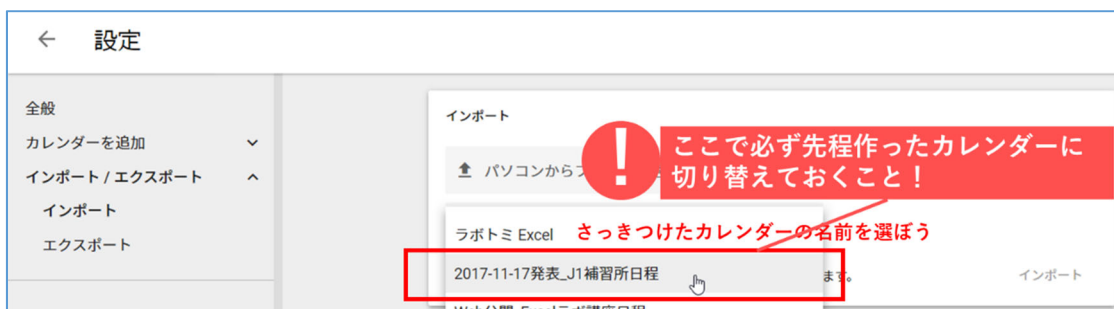 ← 設定
全般
カレンダーを追加
インポート / エクスポート
インポート
エクスポート
インポート
パソコンから
!
ここで必ず先程作ったカレンダーに
切り替えておくこと！
ラボトミ Excel
さっきつけたカレンダーの名前を選ぼう
2017-11-17発表_J1補習所日程
ます。
インポート